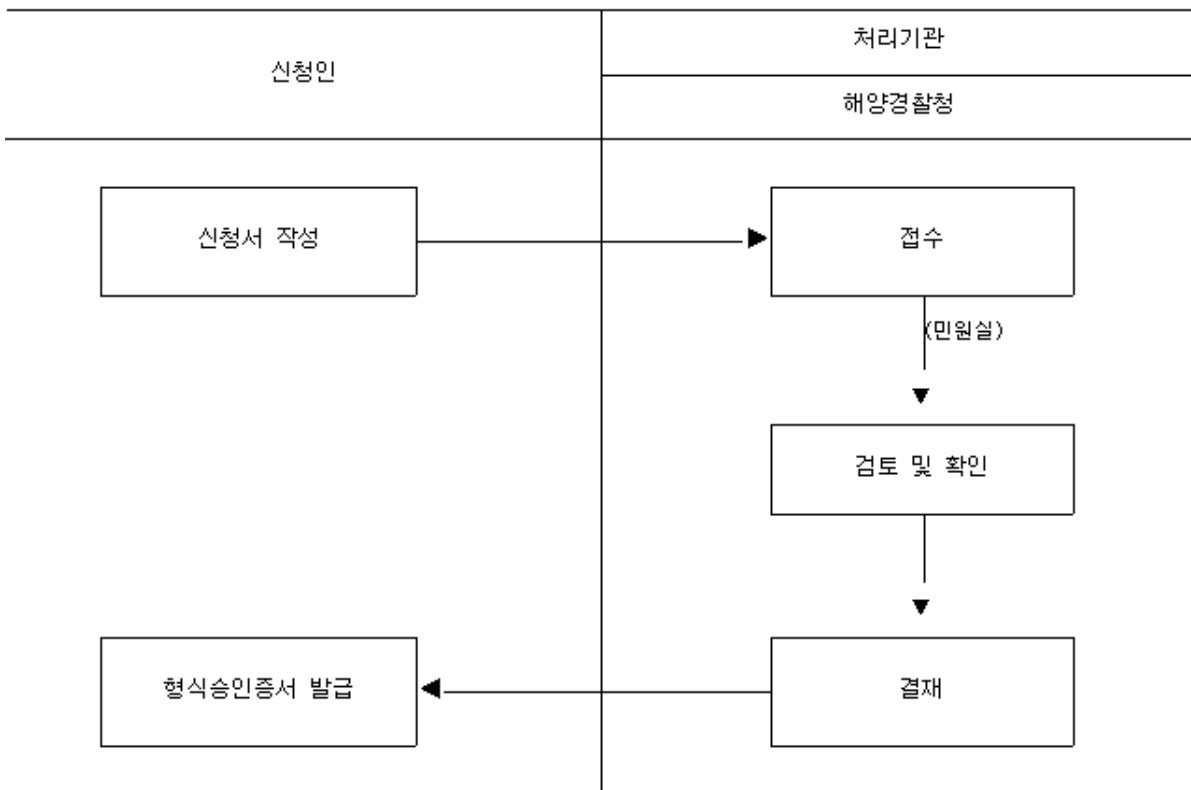 신청인
처리기관
해양경찰청
신청서 작성
접수
(민원실)
검토 및 확인
형식승인증서 발급
결재